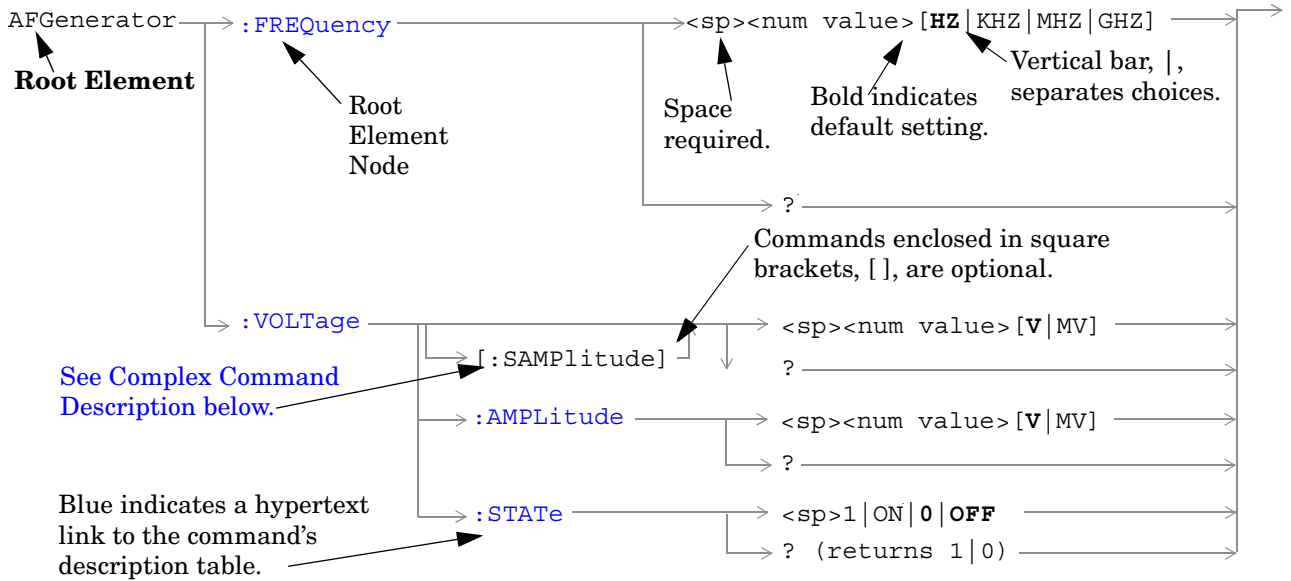 AFGenerator :FREQuency <sp><num value>[HZ|KHZ|MHZ|GHZ]
Root Element
Root
Element
Node
Space
required.
Bold indicates
default setting.
Vertical bar, |,
separates choices.
?
Commands enclosed in square
brackets, [ ], are optional.
:VOLTage <sp><num value>[V|MV]
[:SAMPlitude] ?
See Complex Command
Description below.
:AMPLitude <sp><num value>[V|MV]
?
Blue indicates a hypertext
link to the command's
description table.
:STATe <sp>1|ON|0|OFF
? (returns 1|0)